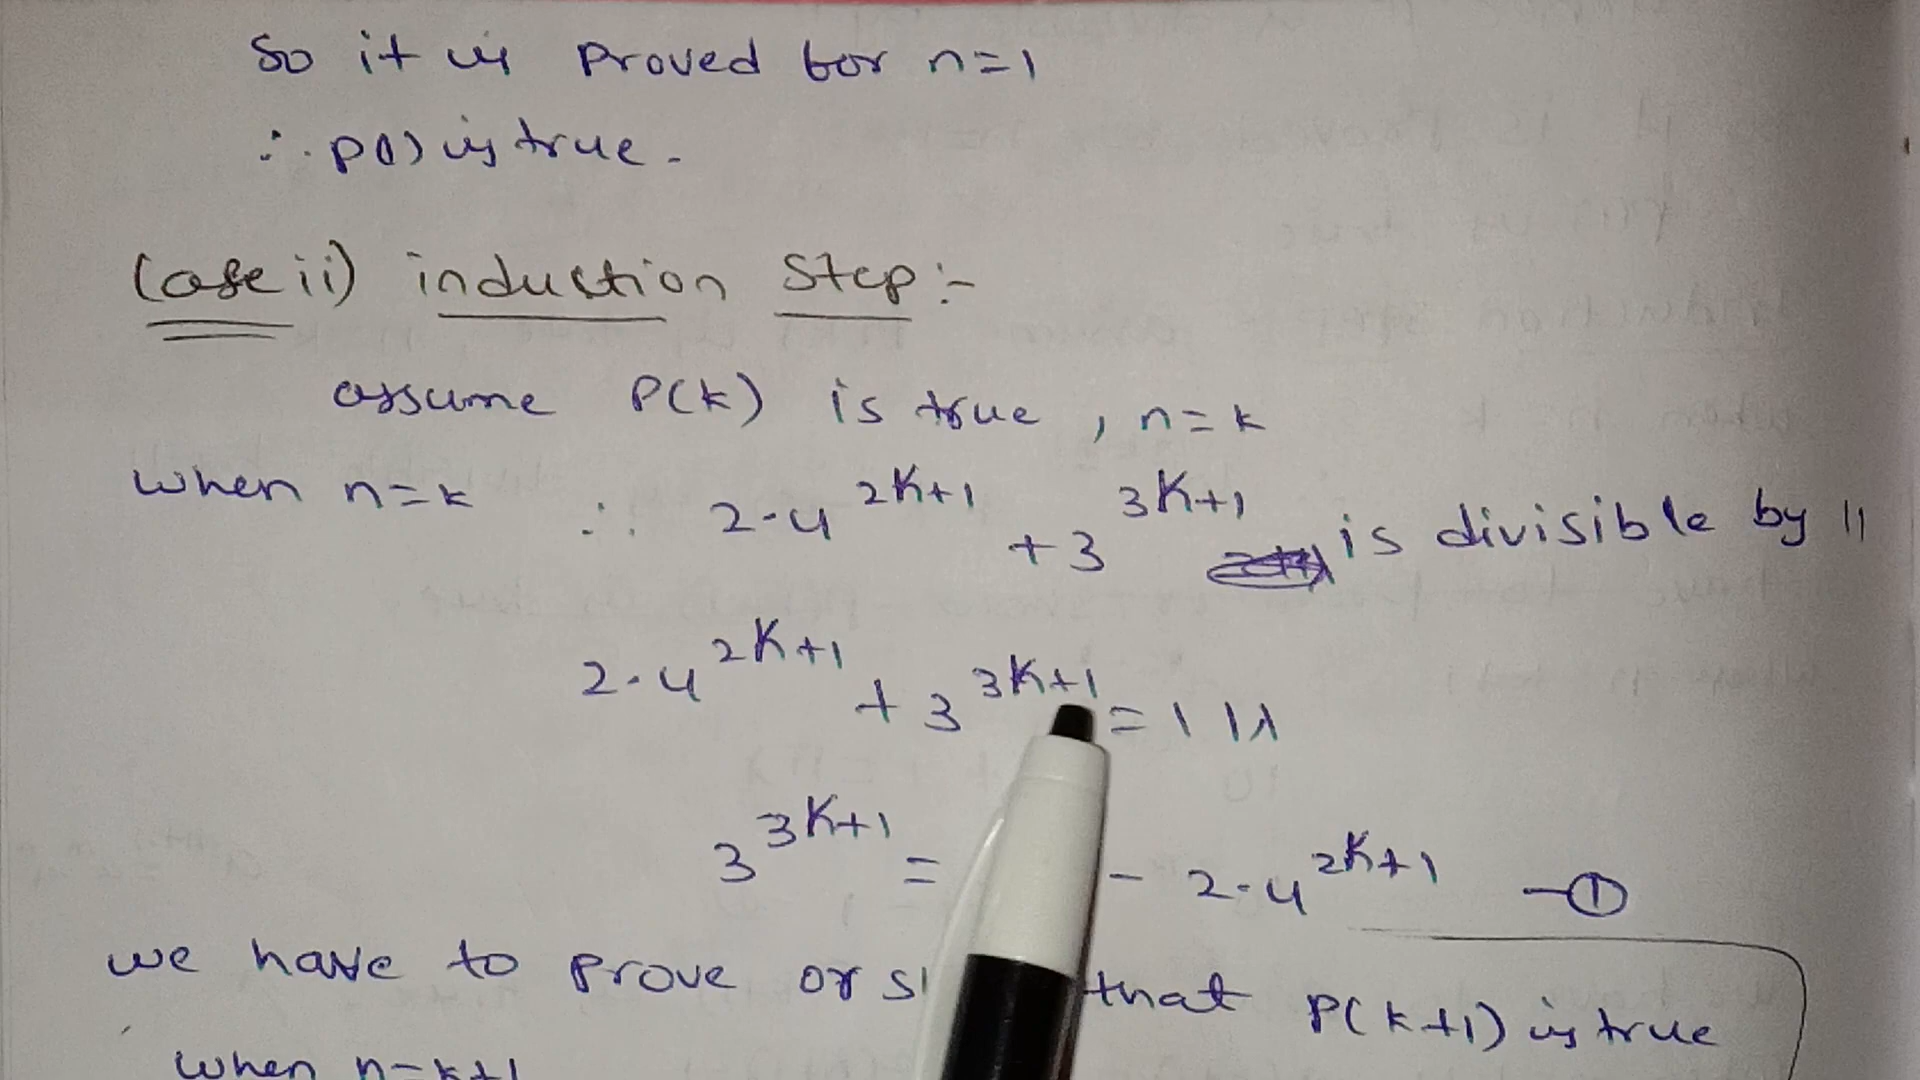 So it is proved for n=1
∴ P(1) is true.
Case ii) induction Step:-
assume P(k) is true, n=k
when n=k ∴ 2·4^2K+1 + 3^3K+1 is divisible by 11
2·4^2K+1 + 3^3K+1 = 11λ
3^3K+1 = - 2·4^2K+1 —①
we have to prove or that P(k+1) is true
when n=k+1